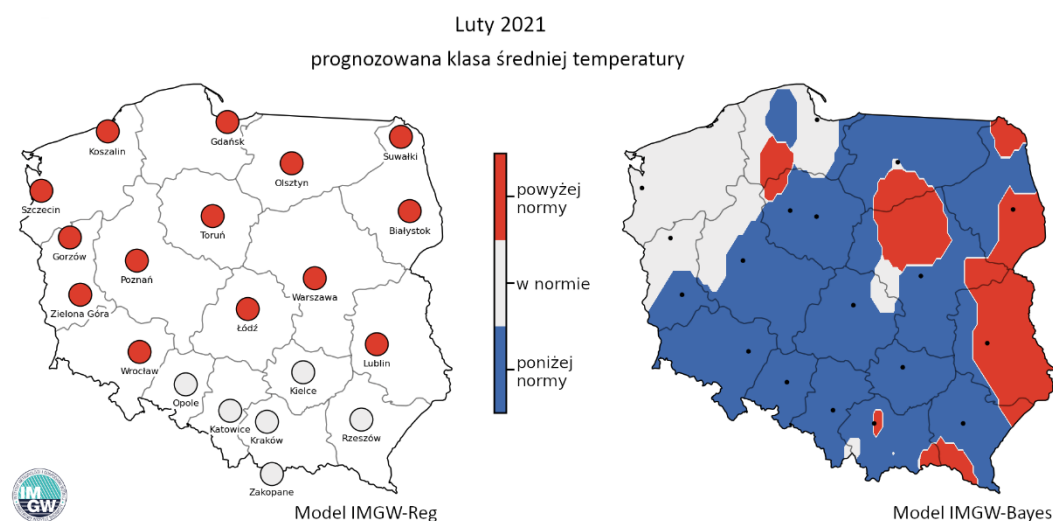 Luty 2021
prognozowana klasa średniej temperatury
Koszalin
Gdańsk
Suwałki
Olsztyn
Szczecin
Białystok
Toruń
Gorzów
Poznań
Warszawa
Zielona Góra
Łódź
Wrocław
Lublin
Opole
Kielce
Katowice
Kraków
Rzeszów
Zakopane
powyżej
normy
w normie
poniżej
normy
IM
GW
Model IMGW-Reg
Model IMGW-Bayes